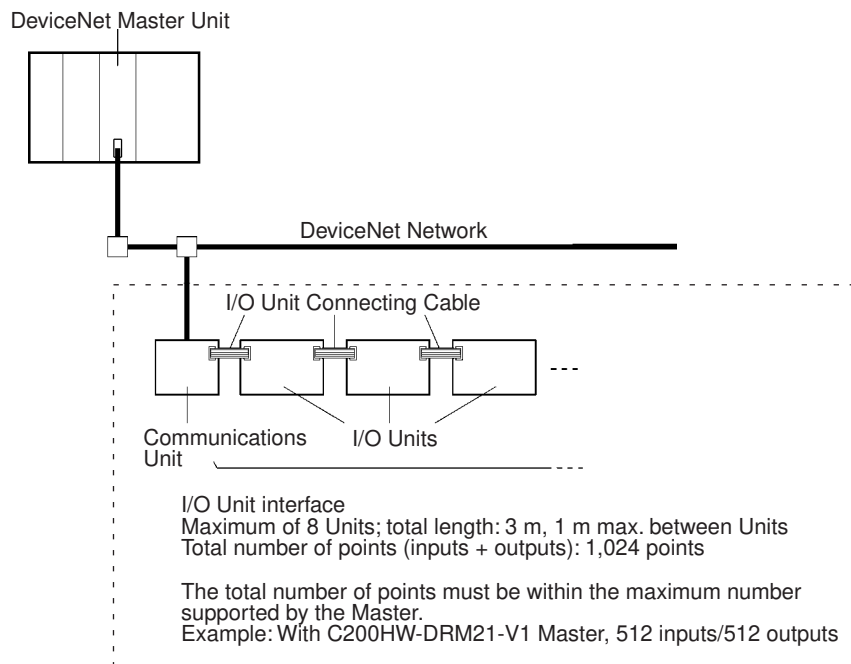 DeviceNet Master Unit
DeviceNet Network
I/O Unit Connecting Cable
Communications
Unit
I/O Units
I/O Unit interface
Maximum of 8 Units; total length: 3 m, 1 m max. between Units
Total number of points (inputs + outputs): 1,024 points
The total number of points must be within the maximum number
supported by the Master.
Example: With C200HW-DRM21-V1 Master, 512 inputs/512 outputs